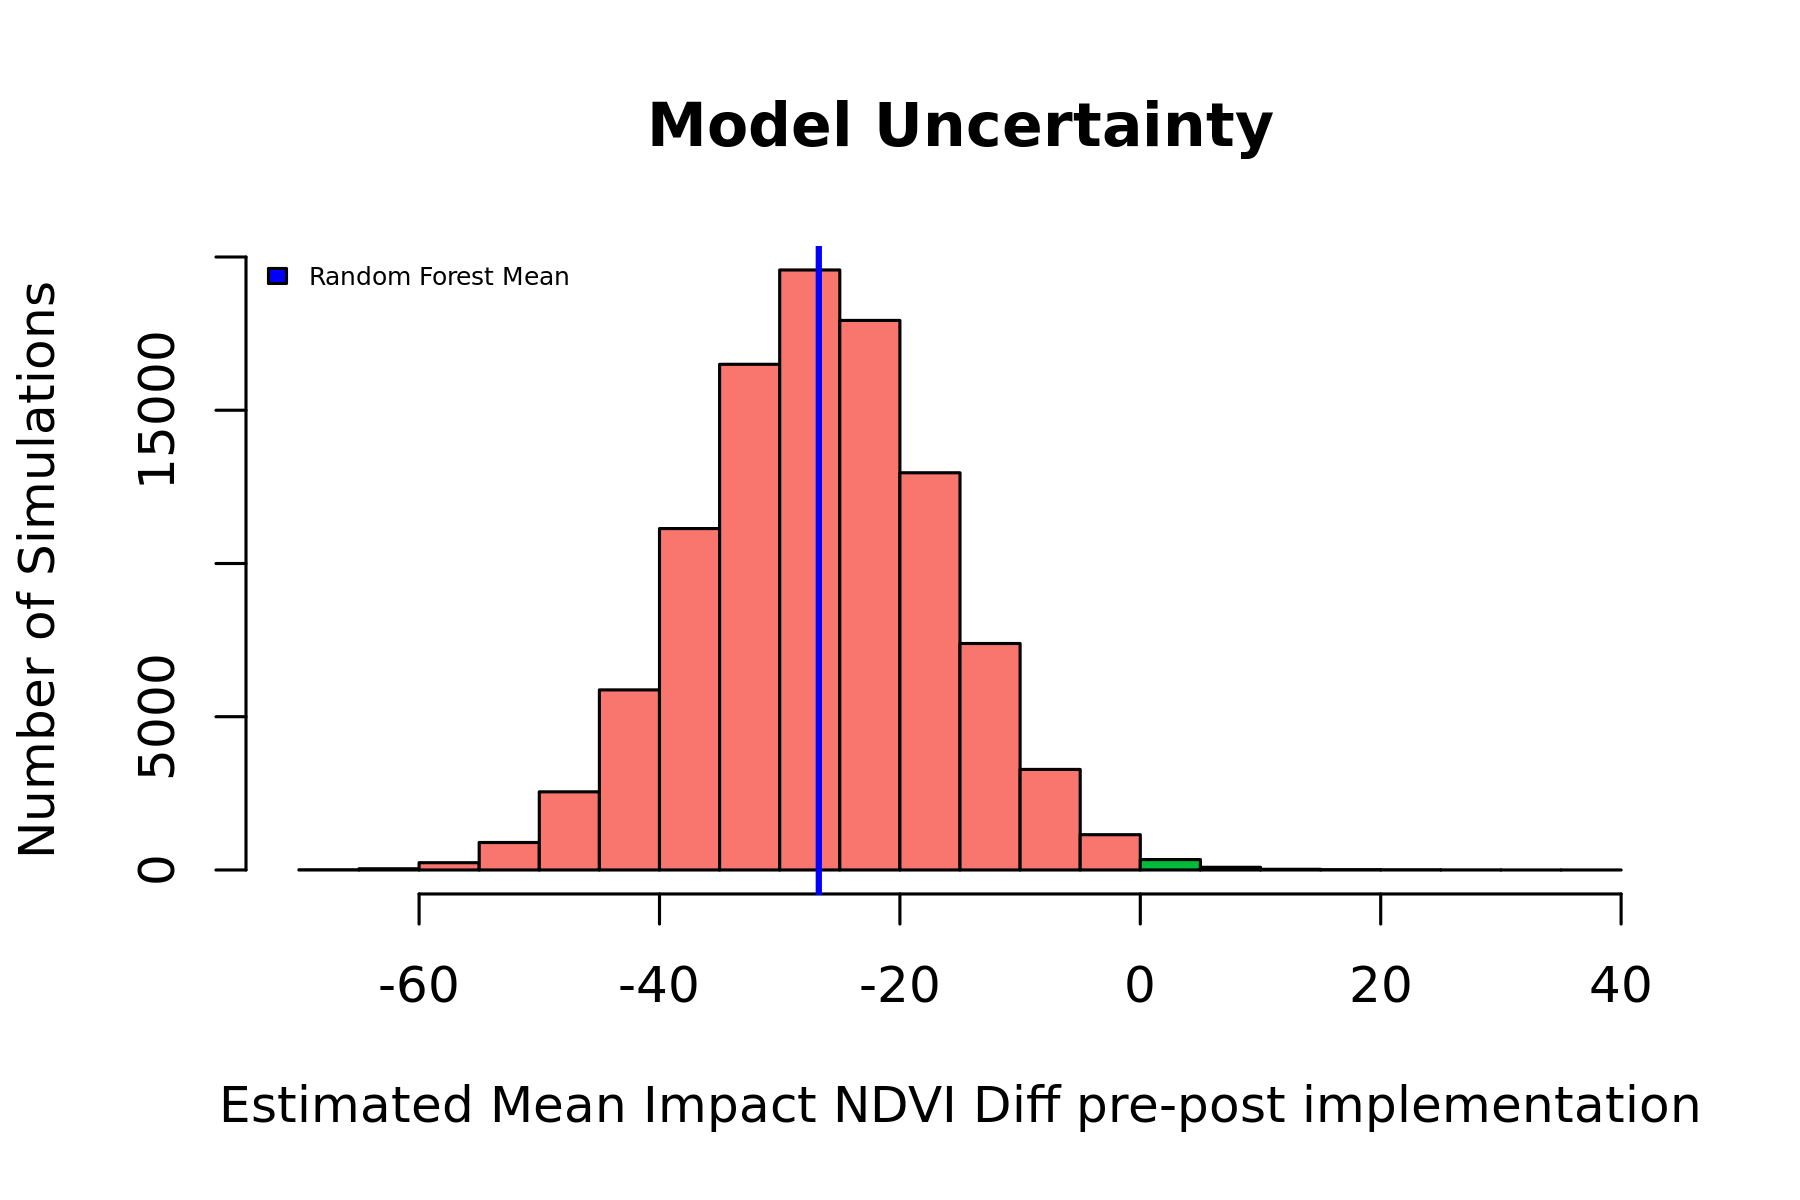 Model Uncertainty
Random Forest Mean
Number of Simulations
15000
5000
0
-60 -40 -20 0 20 40
Estimated Mean Impact NDVI Diff pre-post implementation